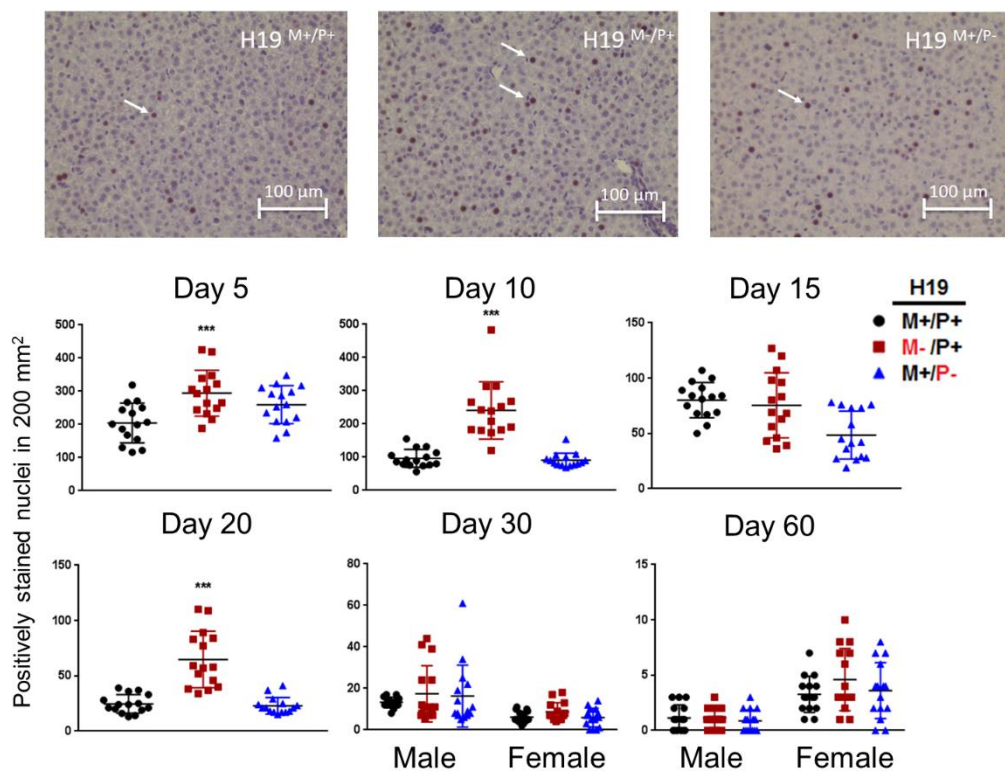 H19 M+/P+
100 µm
H19 M-/P+
100 µm
H19 M+/P-
100 µm
Positively stained nuclei in 200 mm²
Day 5
500
400
300
200
100
0
***
Day 10
500
400
300
200
100
0
***
Day 15
150
100
50
0
H19
M+/P+
M-/P+
M+/P-
Day 20
150
100
50
0
***
Day 30
80
60
40
20
0
Male Female
Day 60
15
10
5
0
Male Female